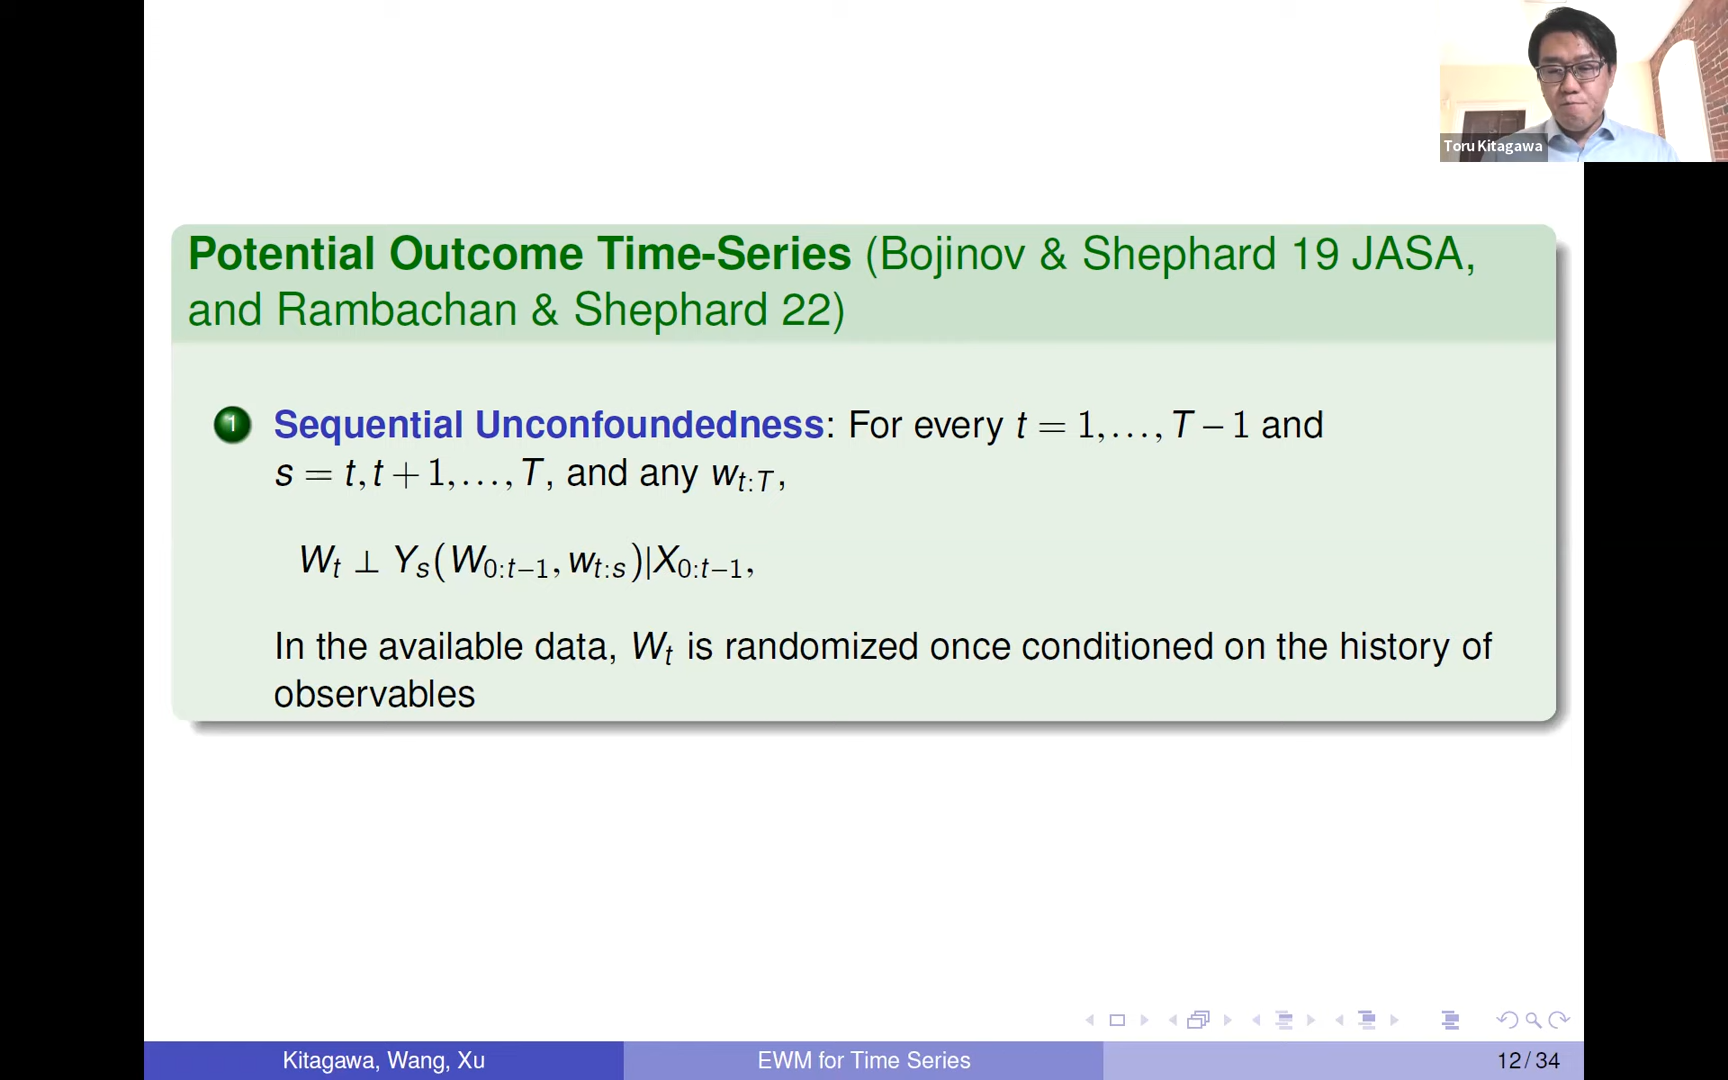 Toru Kitagawa
Potential Outcome Time-Series (Bojinov & Shephard 19 JASA,
and Rambachan & Shephard 22)
1 Sequential Unconfoundedness: For every t = 1,…,T − 1 and
s = t, t + 1,…,T, and any w_{t:T},
W_t ⊥ Y_s(W_{0:t−1}, w_{t:s})|X_{0:t−1},
In the available data, W_t is randomized once conditioned on the history of
observables
Kitagawa, Wang, Xu
EWM for Time Series
12 / 34